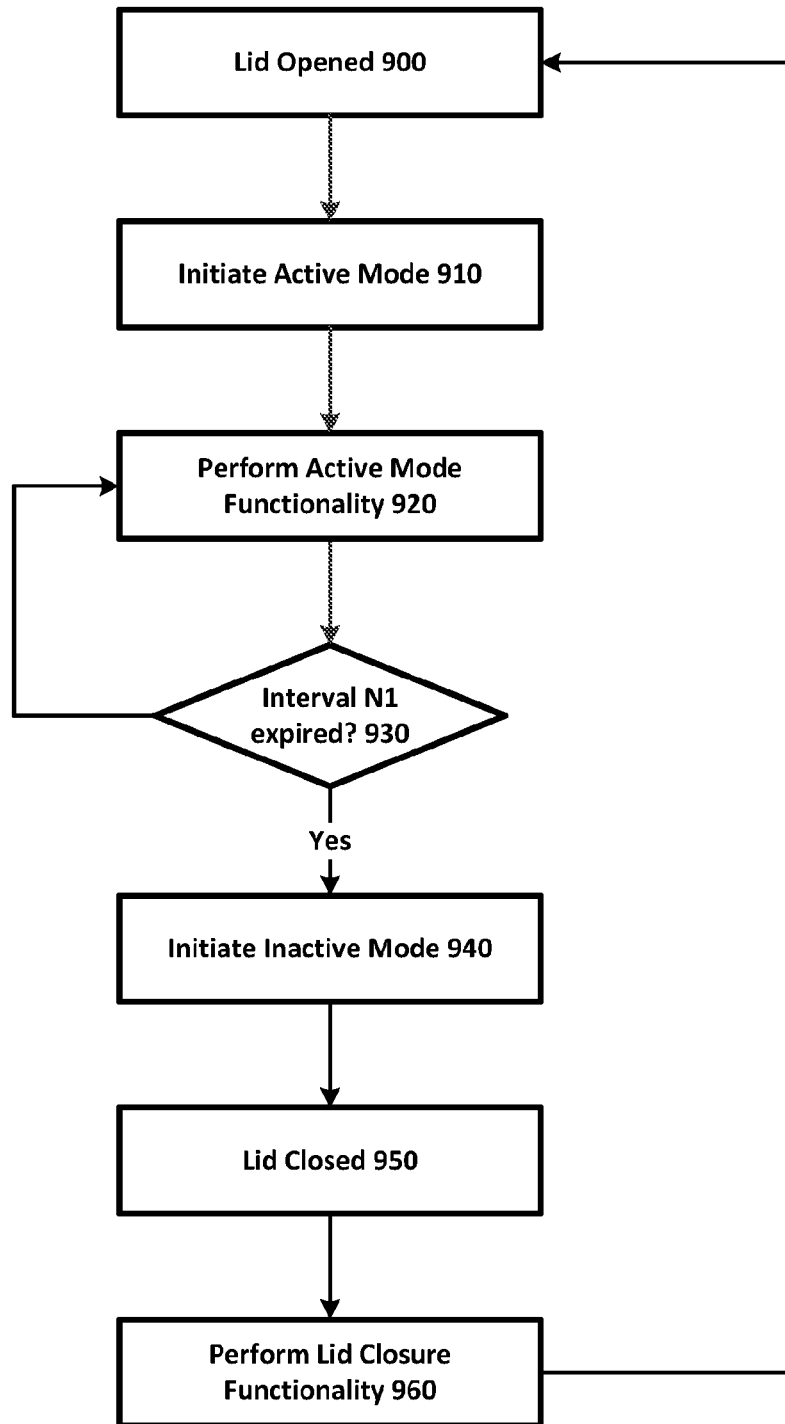 Lid Opened 900
Initiate Active Mode 910
Perform Active Mode
Functionality 920
Interval N1
expired? 930
Yes
Initiate Inactive Mode 940
Lid Closed 950
Perform Lid Closure
Functionality 960